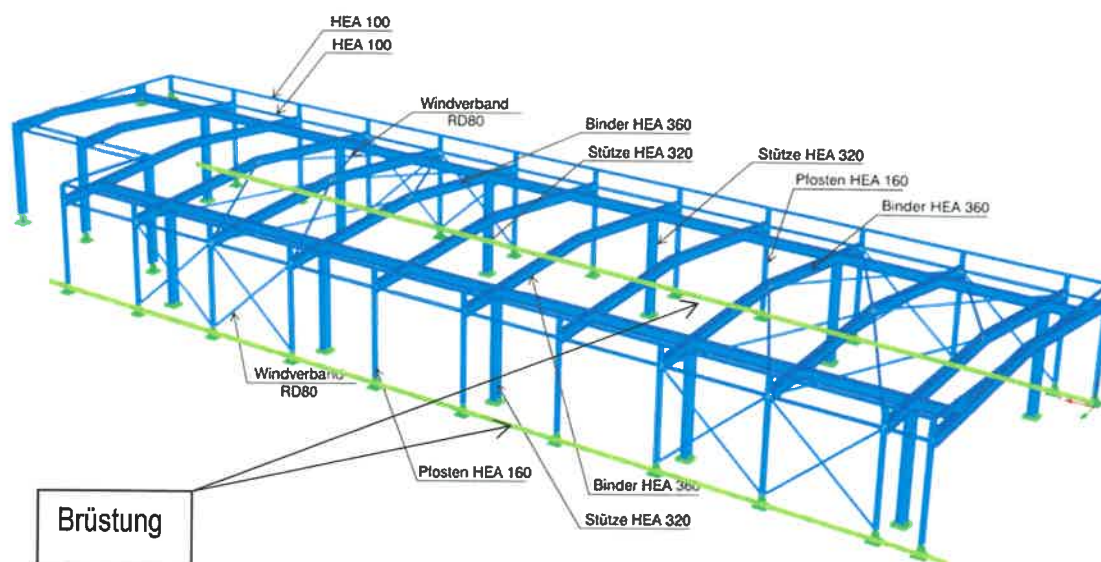 HEA 100
HEA 100
Windverband
RD80
Binder HEA 360
Stütze HEA 320
Stütze HEA 320
Pfosten HEA 160
Binder HEA 360
Windverband
RD80
Pfosten HEA 160
Binder HEA 360
Stütze HEA 320
Brüstung